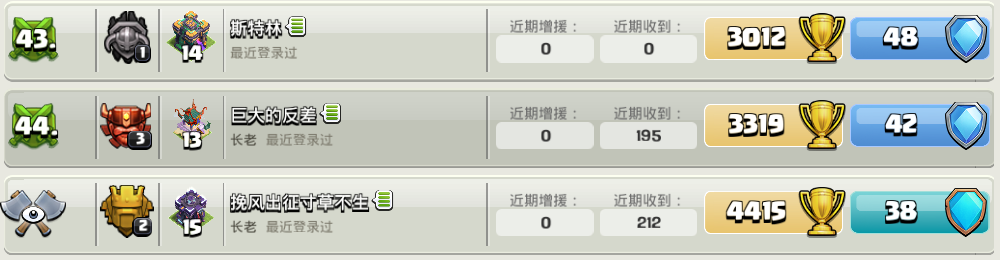 43.
1
14
斯特林
最近登录过
近期增援：
0
近期收到：
0
3012
48
44.
3
13
巨大的反差
长老 最近登录过
近期增援：
0
近期收到：
195
3319
42
2
15
挽风出征寸草不生
长老 最近登录过
近期增援：
0
近期收到：
212
4415
38